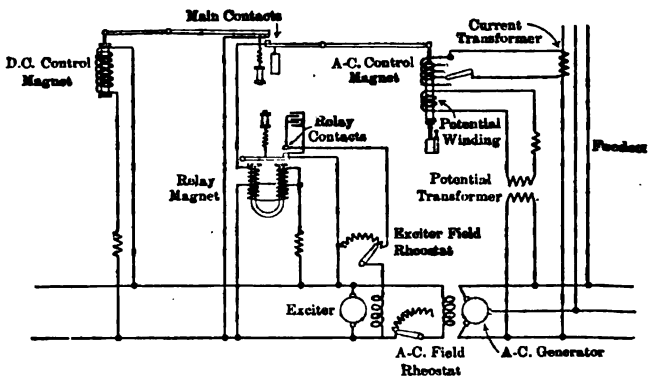 Main Contacts
Current
Transformer
D.C. Control
Magnet
A-C. Control
Magnet
Relay
Contacts
Potential
Winding
Feeders
Relay
Magnet
Potential
Transformer
Exciter Field
Rheostat
Exciter
A-C. Field
Rheostat
A-C. Generator